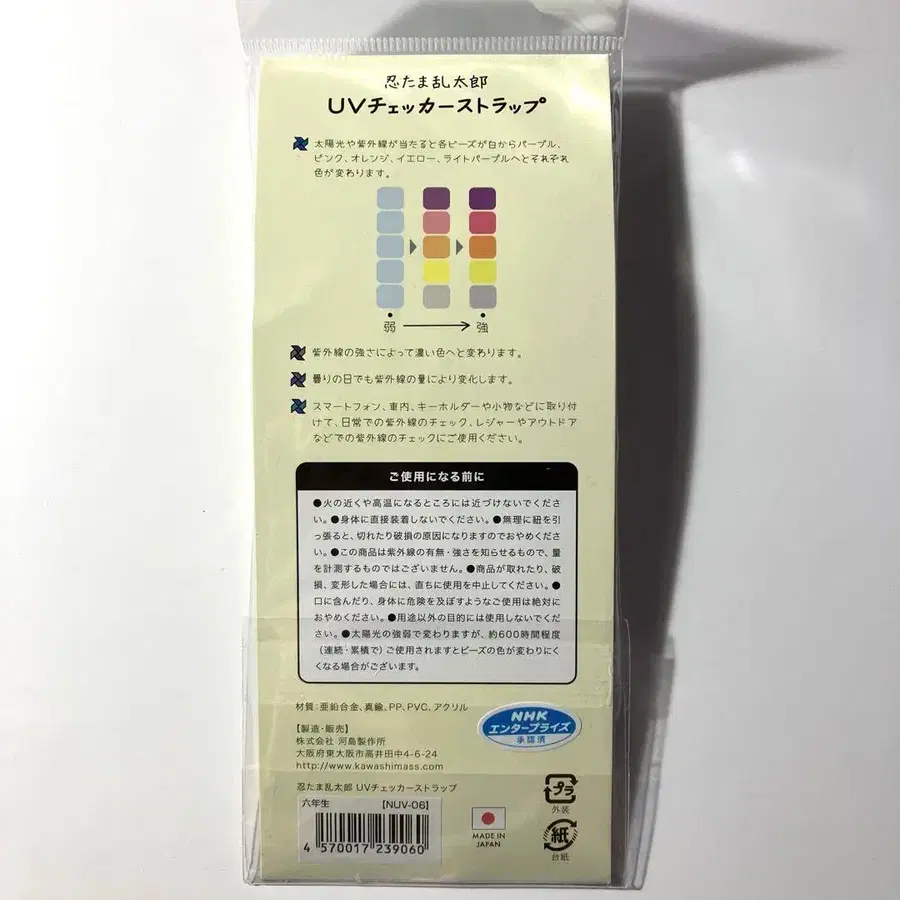 忍たま乱太郎
UVチェッカーストラップ
太陽光や紫外線が当たると各ビーズが白からパープル、
ピンク、オレンジ、イエロー、ライトパープルへとそれぞれ
色が変わります。
弱 強
紫外線の強さによって濃い色へと変わります。
曇りの日でも紫外線の量により変化します。
スマートフォン、車内、キーホルダーや小物などに取り付
けて、日常での紫外線のチェック、レジャーやアウトドア
などでの紫外線のチェックにご使用ください。
ご使用になる前に
●火の近くや高温になるところには近づけないでくださ
い。●身体に直接装着しないでください。●無理に紐を引
っ張ると、切れたり破損の原因になりますのでおやめくだ
さい。●この商品は紫外線の有無・強さを知らせるもので、量
を計測するものではございません。●商品が取れたり、破
損、変形した場合には、直ちに使用を中止してください。●
口に含んだり、身体に危険を及ぼすようなご使用は絶対に
おやめください。●用途以外の目的には使用しないでくだ
さい。●太陽光の強弱で変わりますが、約600時間程度
（連続・累積で）ご使用されますとビーズの色が変わりにく
くなる場合がございます。
材質：亜鉛合金、真鍮、PP、PVC、アクリル
【製造・販売】
株式会社 河島製作所
大阪府東大阪市高井田中4-6-24
http://www.kawashimass.com
NHK
エンタープライズ
承認済
忍たま乱太郎 UVチェッカーストラップ
六年生 【NUV-06】
4 570017 239060
MADE IN
JAPAN
プラ
外装
紙
台紙